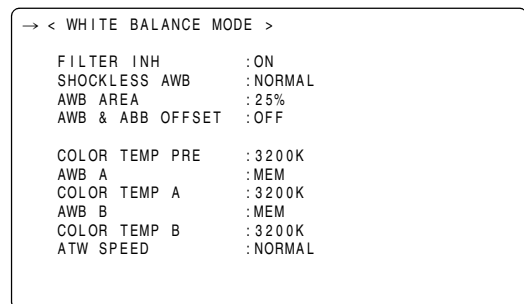 → < WHITE BALANCE MODE >
FILTER INH :ON
SHOCKLESS AWB :NORMAL
AWB AREA :25%
AWB & ABB OFFSET :OFF
COLOR TEMP PRE :3200K
AWB A :MEM
COLOR TEMP A :3200K
AWB B :MEM
COLOR TEMP B :3200K
ATW SPEED :NORMAL